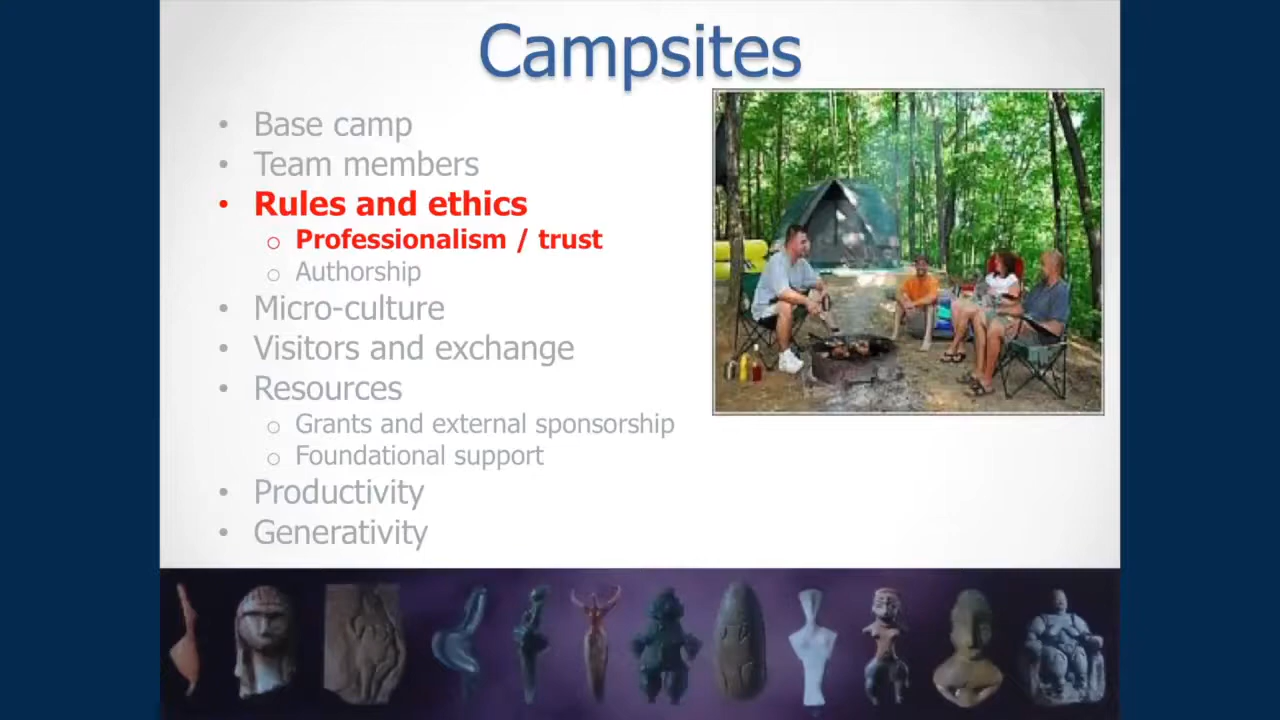 Campsites
• Base camp
• Team members
• Rules and ethics
o Professionalism / trust
o Authorship
• Micro-culture
• Visitors and exchange
• Resources
o Grants and external sponsorship
o Foundational support
• Productivity
• Generativity